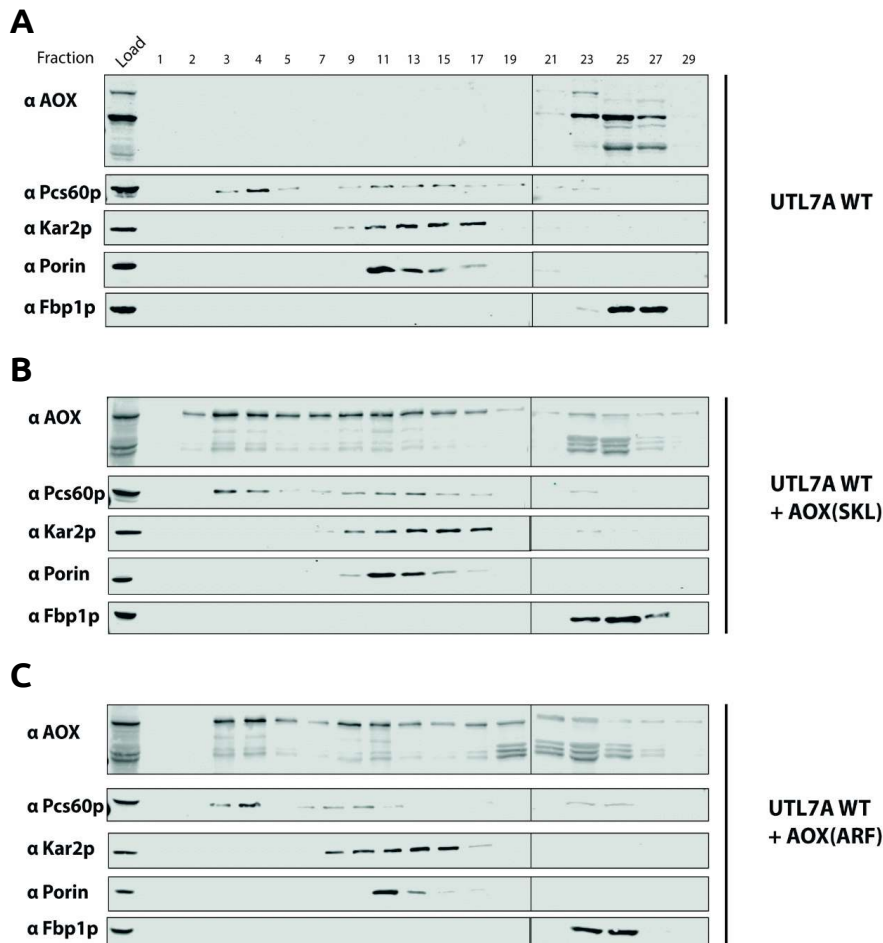 A
Fraction Load 1 2 3 4 5 7 9 11 13 15 17 19 21 23 25 27 29
α AOX
α Pcs60p
α Kar2p
α Porin
α Fbp1p
UTL7A WT
B
α AOX
α Pcs60p
α Kar2p
α Porin
α Fbp1p
UTL7A WT
+ AOX(SKL)
C
α AOX
α Pcs60p
α Kar2p
α Porin
α Fbp1p
UTL7A WT
+ AOX(ARF)